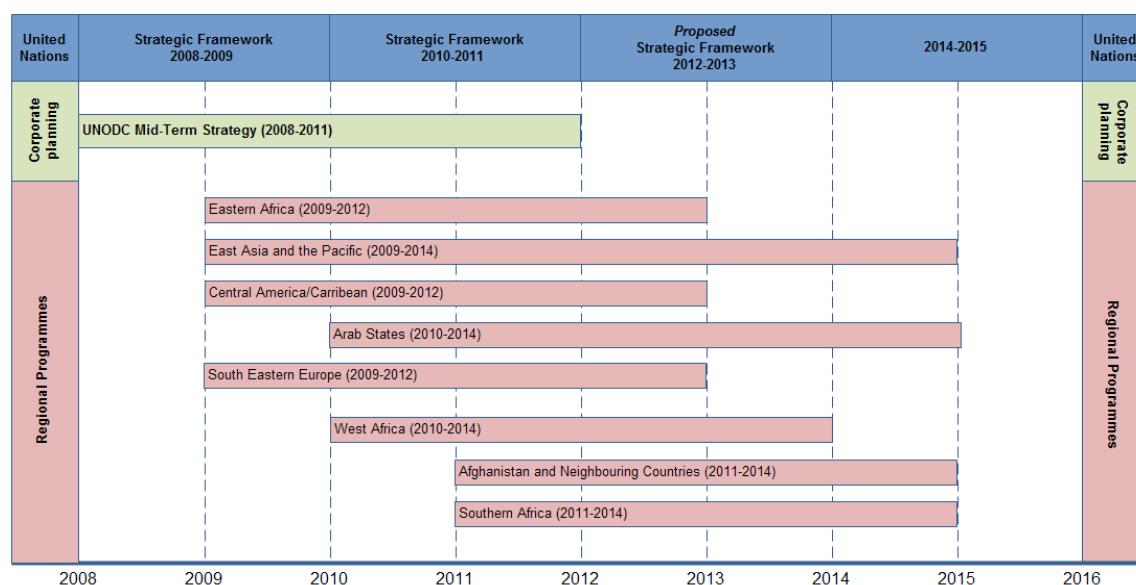 United
Nations
Strategic Framework
2008-2009
Strategic Framework
2010-2011
Proposed
Strategic Framework
2012-2013
2014-2015
United
Nations
Corporate
planning
UNODC Mid-Term Strategy (2008-2011)
Corporate
planning
Regional Programmes
Eastern Africa (2009-2012)
East Asia and the Pacific (2009-2014)
Central America/Carribean (2009-2012)
Arab States (2010-2014)
South Eastern Europe (2009-2012)
West Africa (2010-2014)
Afghanistan and Neighbouring Countries (2011-2014)
Southern Africa (2011-2014)
Regional Programmes
2008 2009 2010 2011 2012 2013 2014 2015 2016